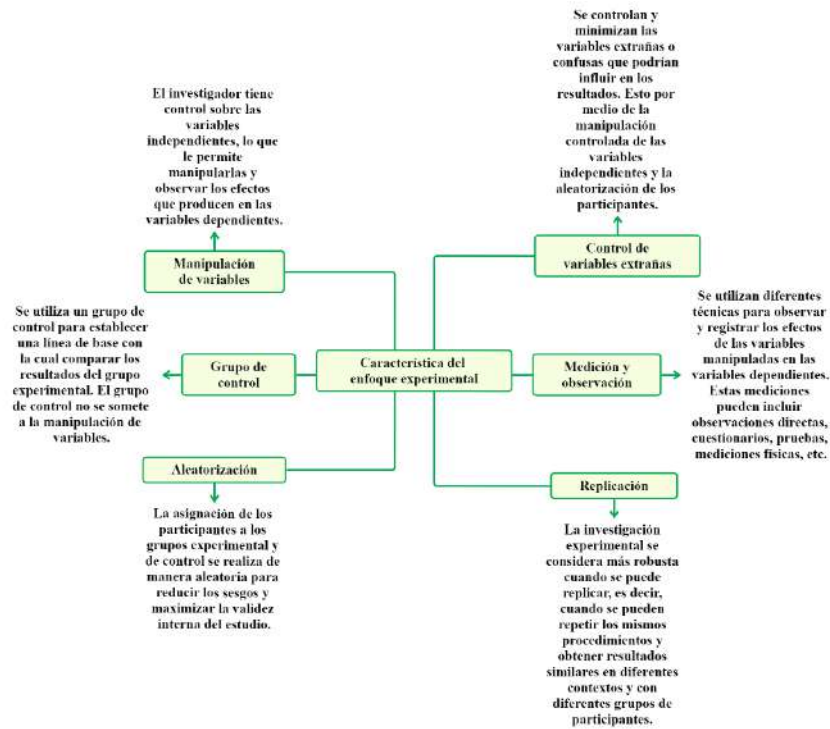 Se controlan y
minimizan las
variables extrañas o
confusas que podrían
influir en los
resultados. Esto por
medio de la
manipulación
controlada de las
variables
independientes y la
aleatorización de los
participantes.
El investigador tiene
control sobre las
variables
independientes, lo que
le permite
manipularlas y
observar los efectos
que producen en las
variables dependientes.
Manipulación
de variables
Control de
variables extrañas
Se utiliza un grupo de
control para establecer
una línea de base con
la cual comparar los
resultados del grupo
experimental. El grupo
de control no se somete
a la manipulación de
variables.
Grupo de
control
Característica del
enfoque experimental
Medición y
observación
Se utilizan diferentes
técnicas para observar
y registrar los efectos
de las variables
manipuladas en las
variables dependientes.
Estas mediciones
pueden incluir
observaciones directas,
cuestionarios, pruebas,
mediciones físicas, etc.
Aleatorización
La asignación de los
participantes a los
grupos experimental y
de control se realiza de
manera aleatoria para
reducir los sesgos y
maximizar la validez
interna del estudio.
Replicación
La investigación
experimental se
considera más robusta
cuando se puede
replicar, es decir,
cuando se pueden
repetir los mismos
procedimientos y
obtener resultados
similares en diferentes
contextos y con
diferentes grupos de
participantes.